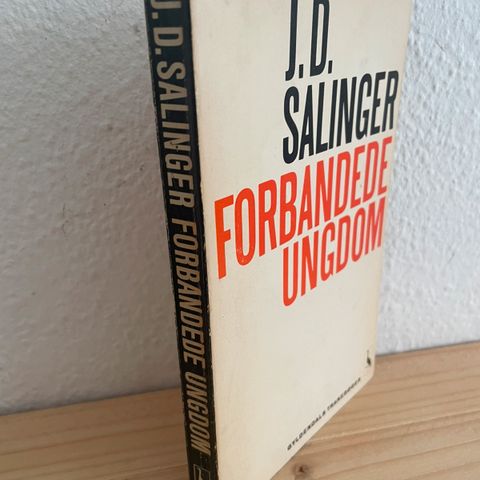 J. D. SALINGER FORBANDEDE UNGDOM
J. D.
SALINGER
FORBANDEDE
UNGDOM
GYLDENDALS TRANEBØGER